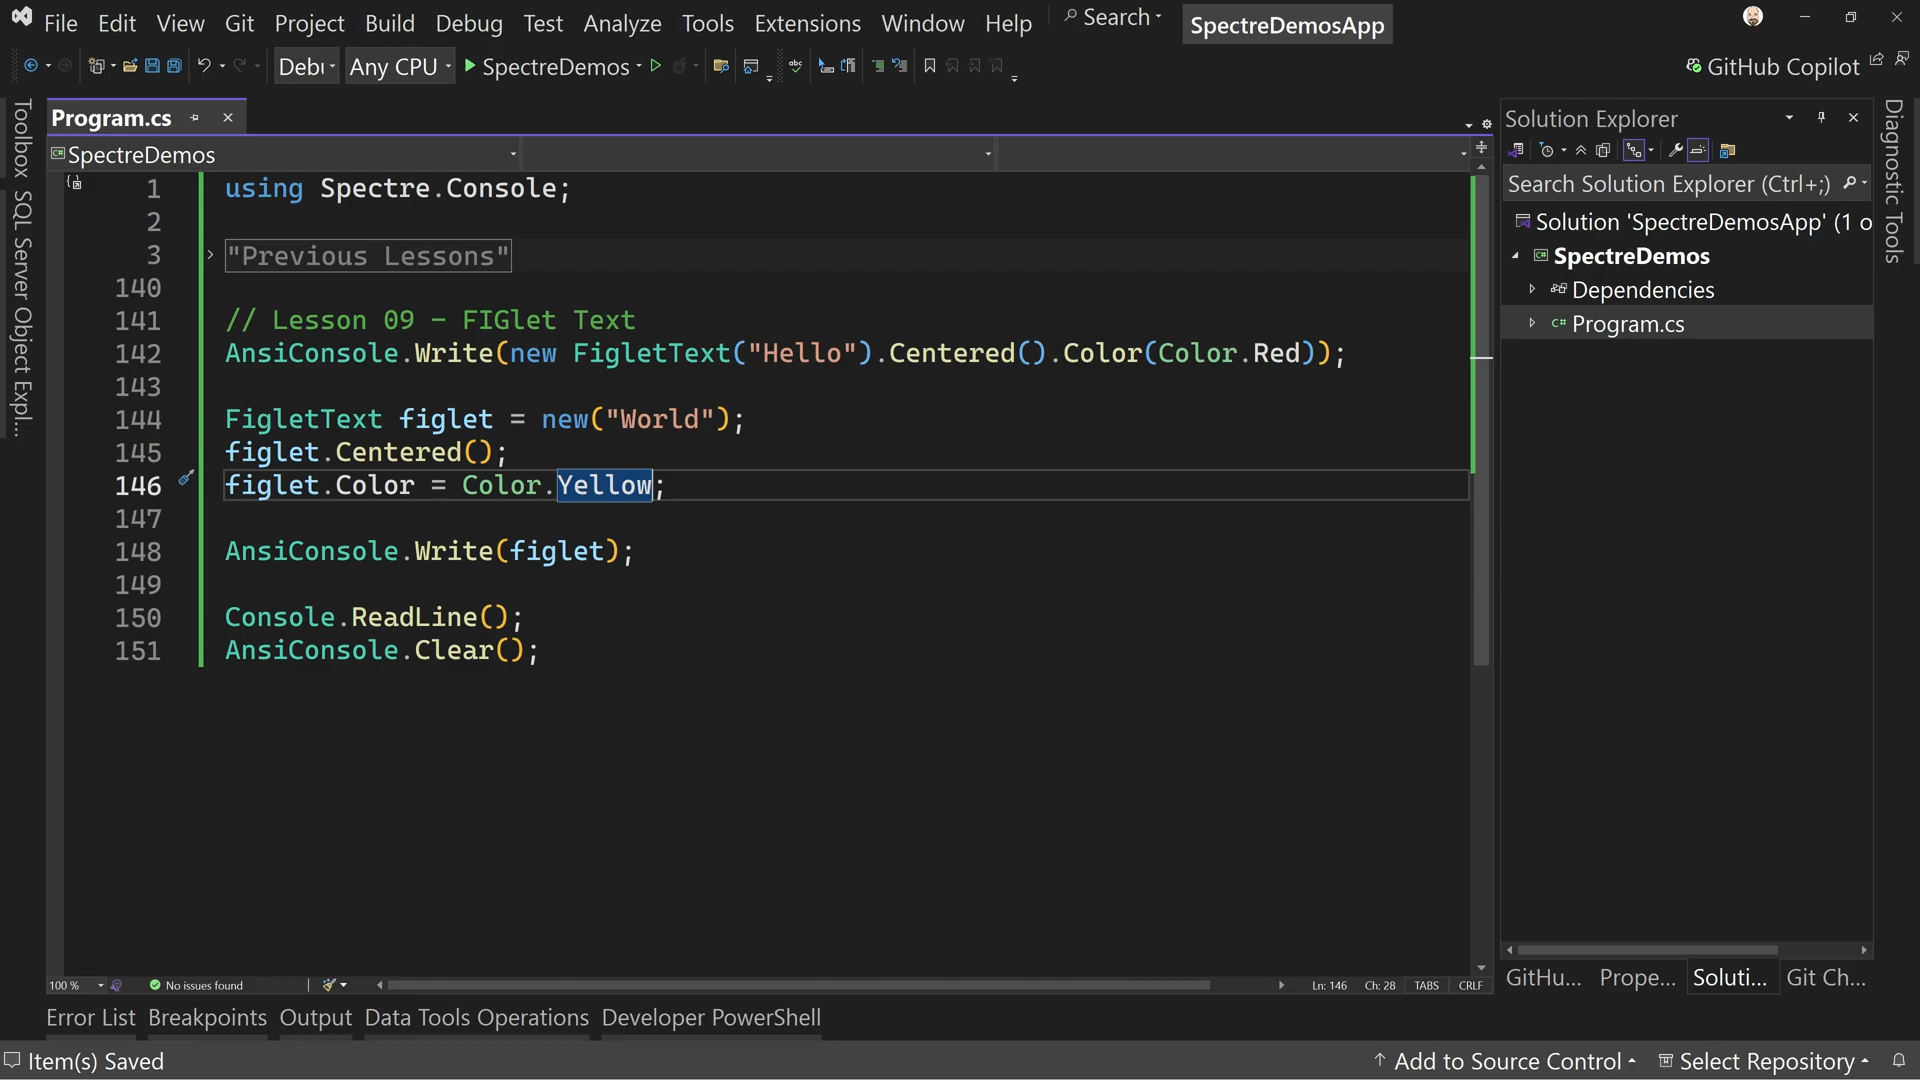 File Edit View Git Project Build Debug Test Analyze Tools Extensions Window Help Search SpectreDemosApp
Debu Any CPU SpectreDemos GitHub Copilot
Toolbox
SQL Server Object Expl...
Program.cs
SpectreDemos
1 using Spectre.Console;
2
3 "Previous Lessons"
140
141 // Lesson 09 - FIGlet Text
142 AnsiConsole.Write(new FigletText("Hello").Centered().Color(Color.Red));
143
144 FigletText figlet = new("World");
145 figlet.Centered();
146 figlet.Color = Color.Yellow;
147
148 AnsiConsole.Write(figlet);
149
150 Console.ReadLine();
151 AnsiConsole.Clear();
100 % No issues found Ln: 146 Ch: 28 TABS CRLF
Solution Explorer
Search Solution Explorer (Ctrl+;)
Solution 'SpectreDemosApp' (1 o
SpectreDemos
Dependencies
C# Program.cs
GitHu... Prope... Soluti... Git Ch...
Diagnostic Tools
Error List Breakpoints Output Data Tools Operations Developer PowerShell
Item(s) Saved Add to Source Control Select Repository